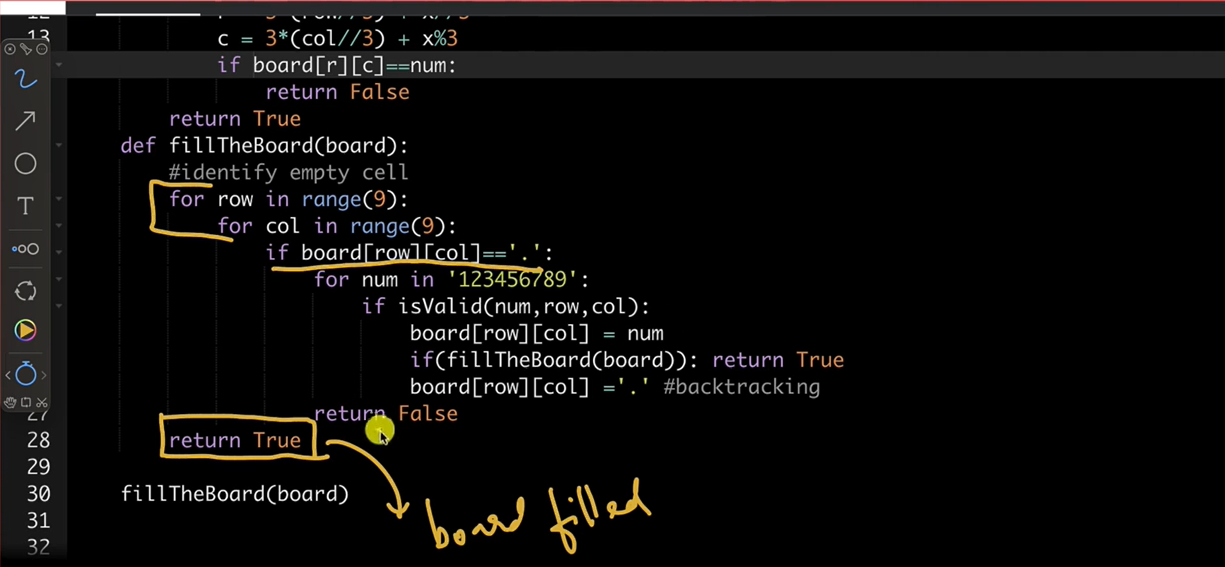 c = 3*(col//3) + x%3
if board[r][c]==num:
return False
return True
def fillTheBoard(board):
#identify empty cell
for row in range(9):
for col in range(9):
if board[row][col]=='.':
for num in '123456789':
if isValid(num,row,col):
board[row][col] = num
if(fillTheBoard(board)): return True
board[row][col] ='.' #backtracking
27 return False
28 return True
29
30 fillTheBoard(board)
board filled
31
32